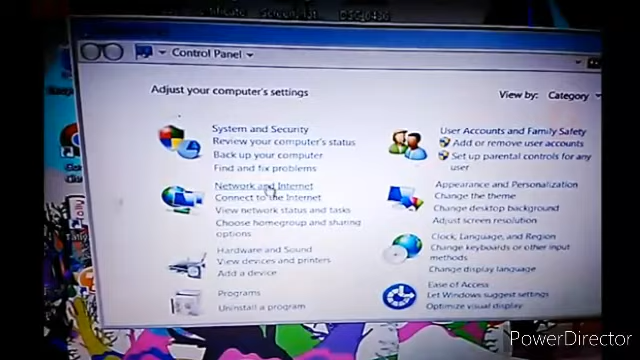 Control Panel
Adjust your computer's settings
View by: Category
System and Security
Review your computer's status
Back up your computer
Find and fix problems
Network and Internet
Connect to the Internet
View network status and tasks
Choose homegroup and sharing
options
Hardware and Sound
View devices and printers
Add a device
Programs
Uninstall a program
User Accounts and Family Safety
Add or remove user accounts
Set up parental controls for any
user
Appearance and Personalization
Change the theme
Change desktop background
Adjust screen resolution
Clock, Language, and Region
Change keyboards or other input
methods
Change display language
Ease of Access
Let Windows suggest settings
Optimize visual display
PowerDirector